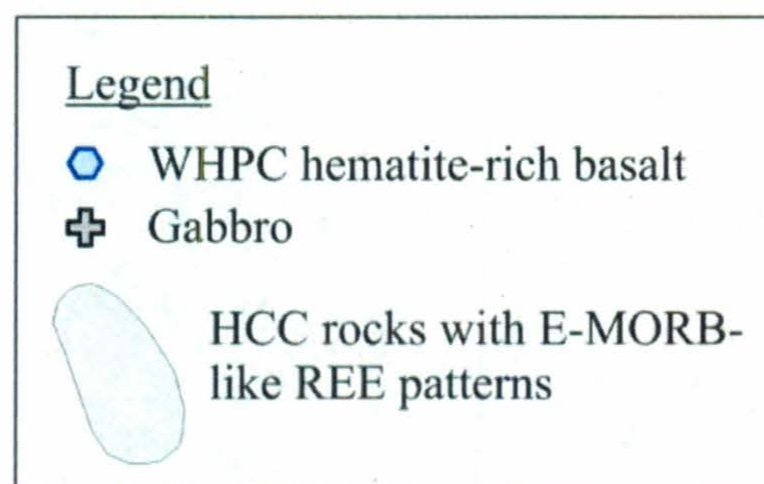 Legend
WHPC hematite-rich basalt
Gabbro
HCC rocks with E-MORB-
like REE patterns